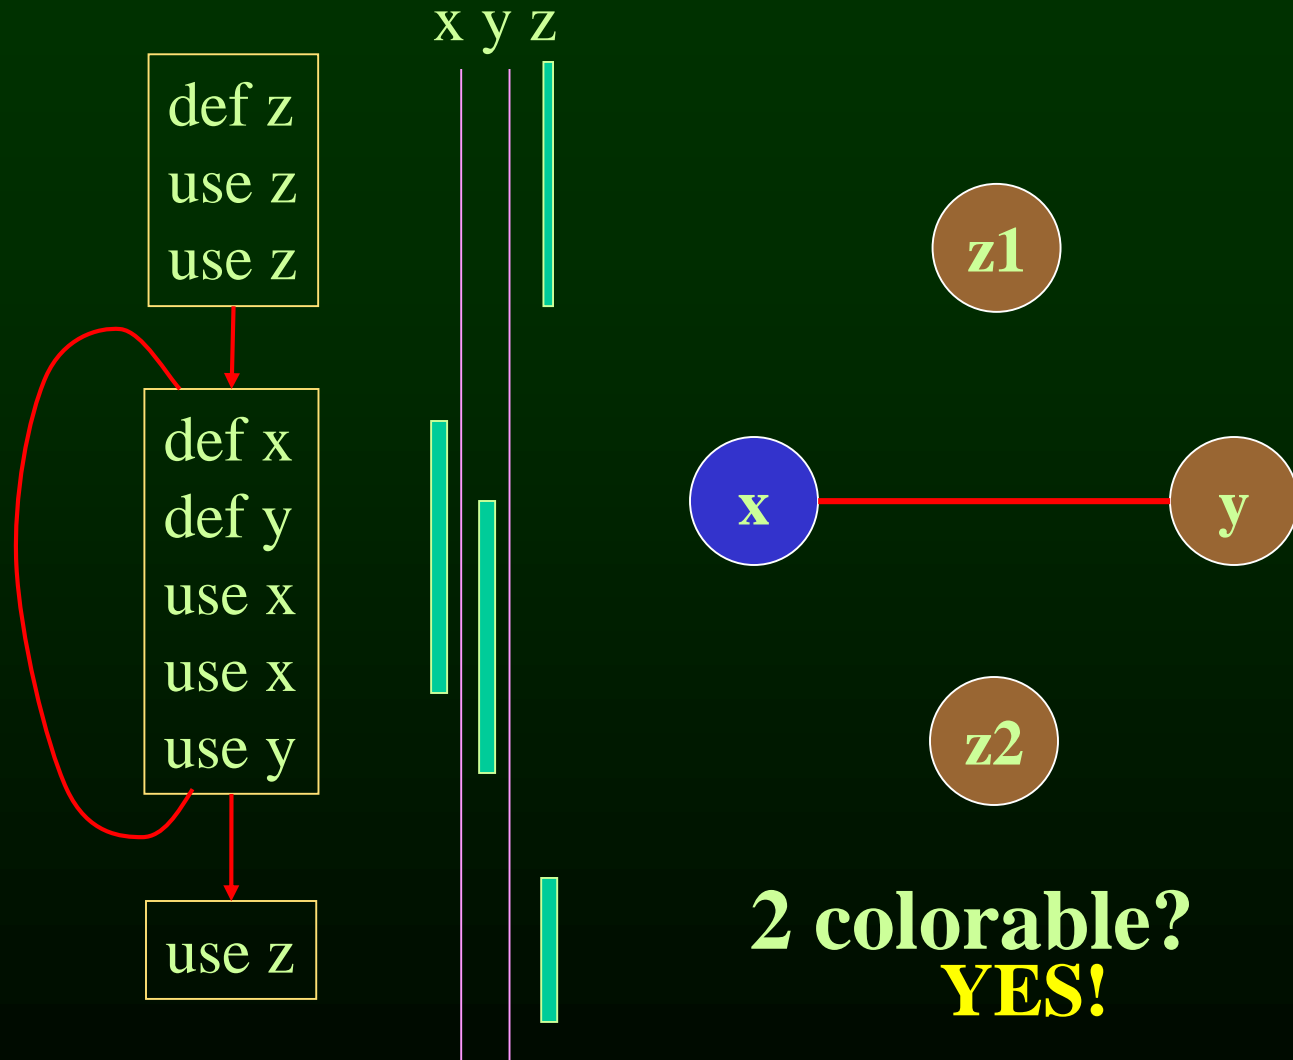 x y z
def z
use z
use z
def x
def y
use x
use x
use y
use z
z1
x
y
z2
2 colorable?
YES!